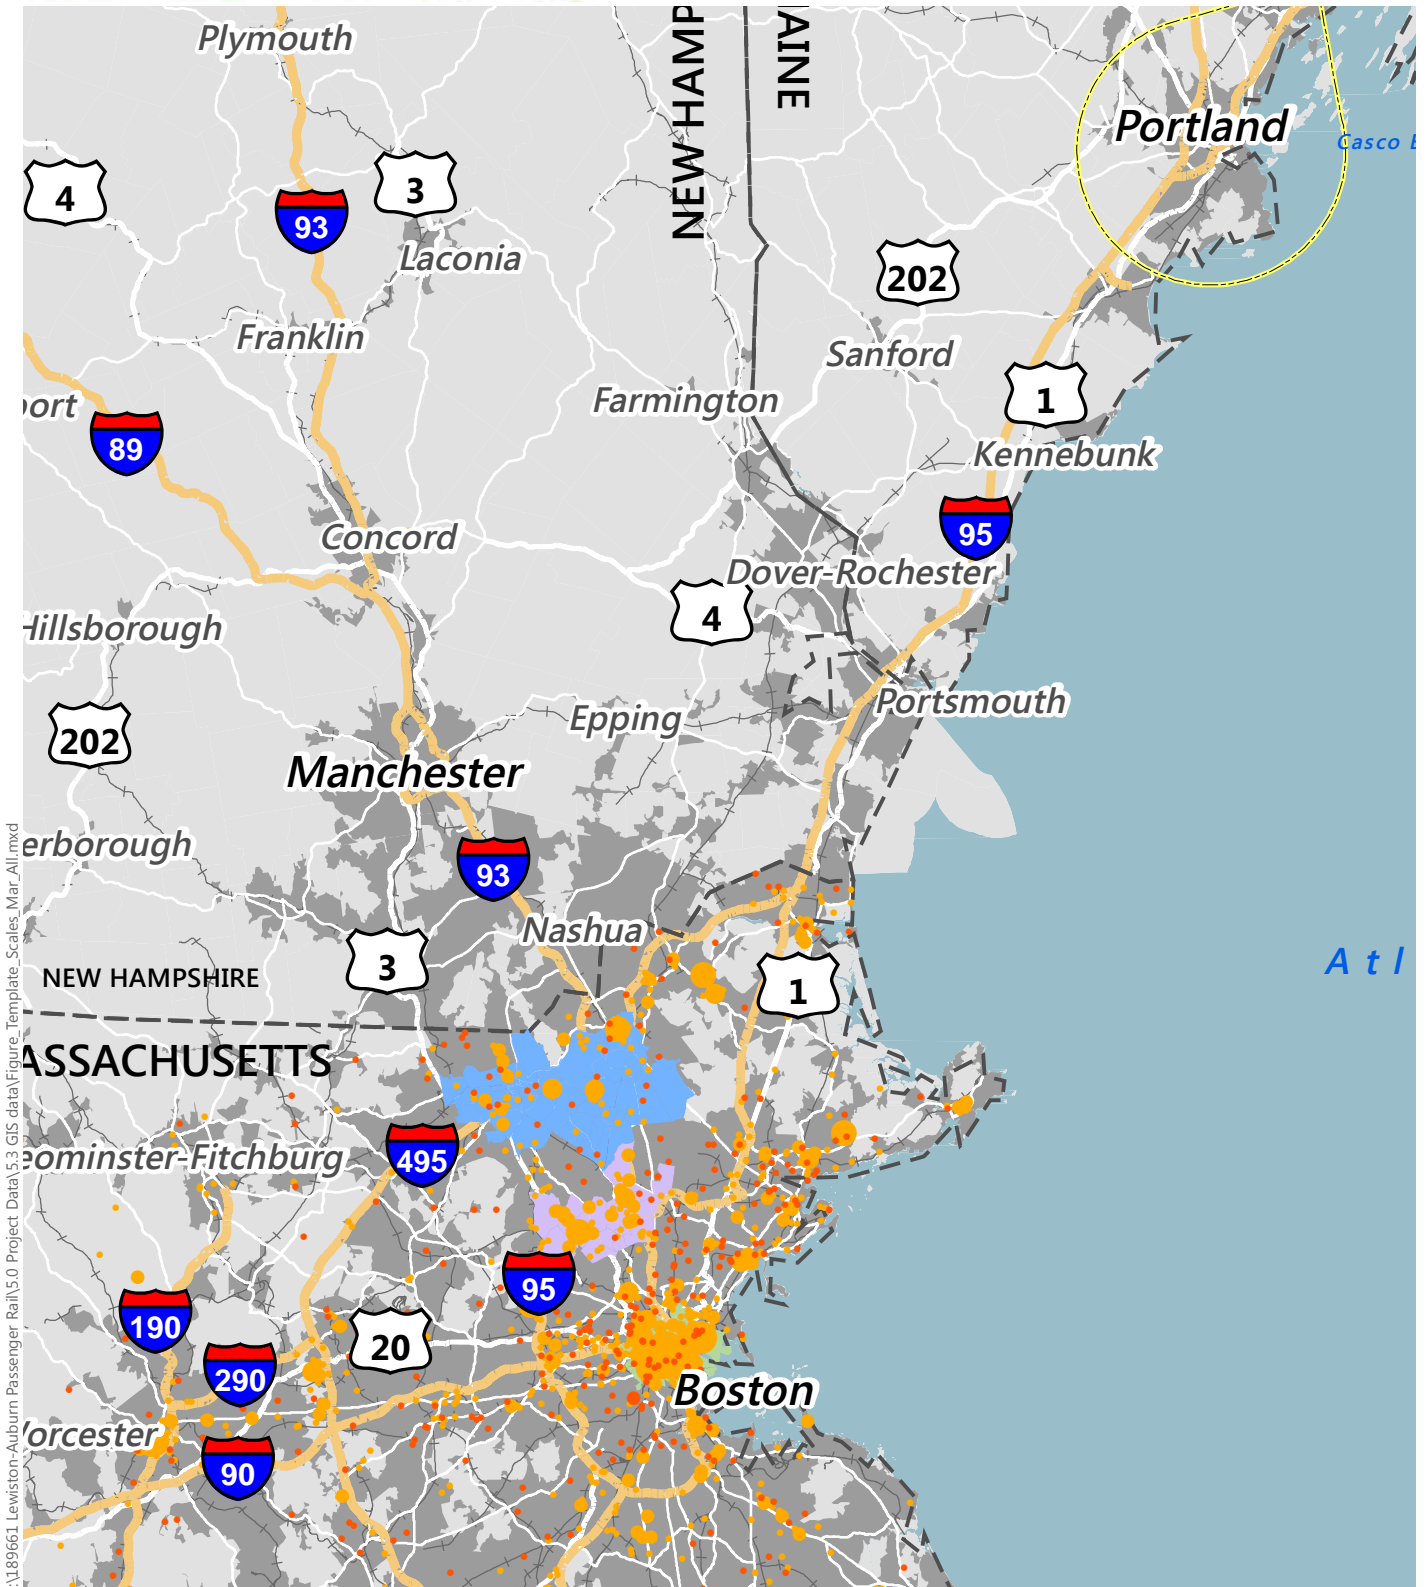 Plymouth
NEW HAMP
AINE
Portland
Casco
4
3
93
Laconia
202
Franklin
Sanford
Farmington
1
ort
89
Kennebunk
95
Concord
Dover-Rochester
4
Hillsborough
Portsmouth
Epping
202
Manchester
erborough
93
Nashua
3
NEW HAMPSHIRE
1
Atl
ASSACHUSETTS
eominster-Fitchburg
495
95
190
20
290
Boston
Worcester
90
:\189661 Lewiston-Auburn Passenger Rail\5.0 Project Data\5.3 GIS data\Figure_Template_Scales_Mar_All.mxd